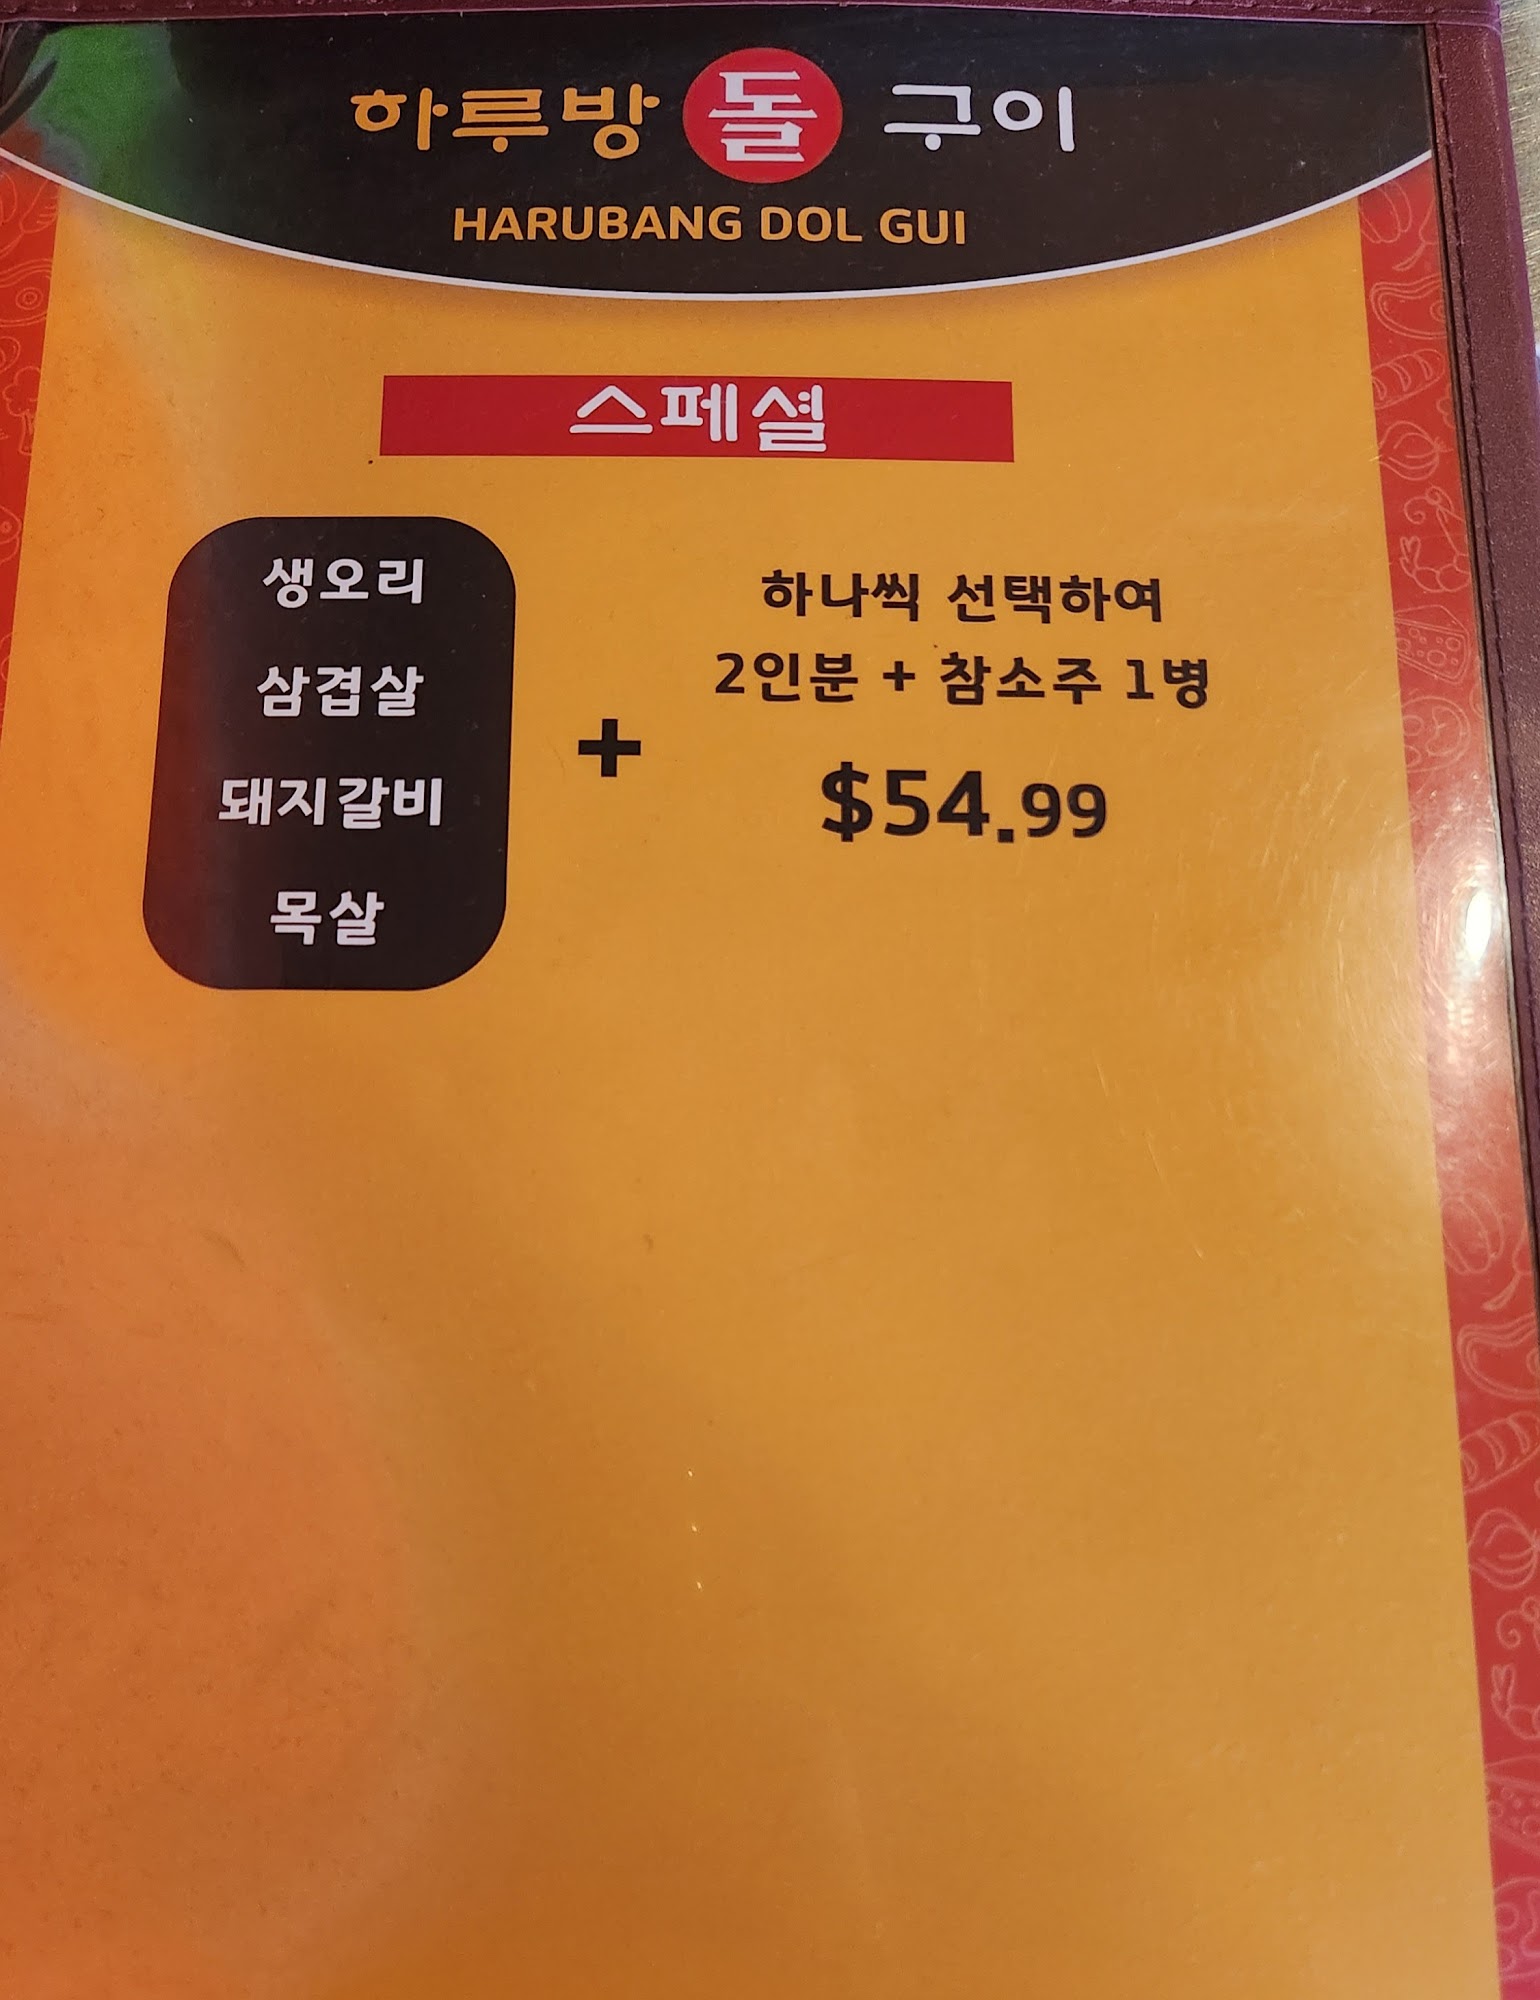 하루방 돌 구이
HARUBANG DOL GUI
스페셜
생오리
삼겹살
돼지갈비
목살
+
하나씩 선택하여
2인분 + 참소주 1병
$54.99